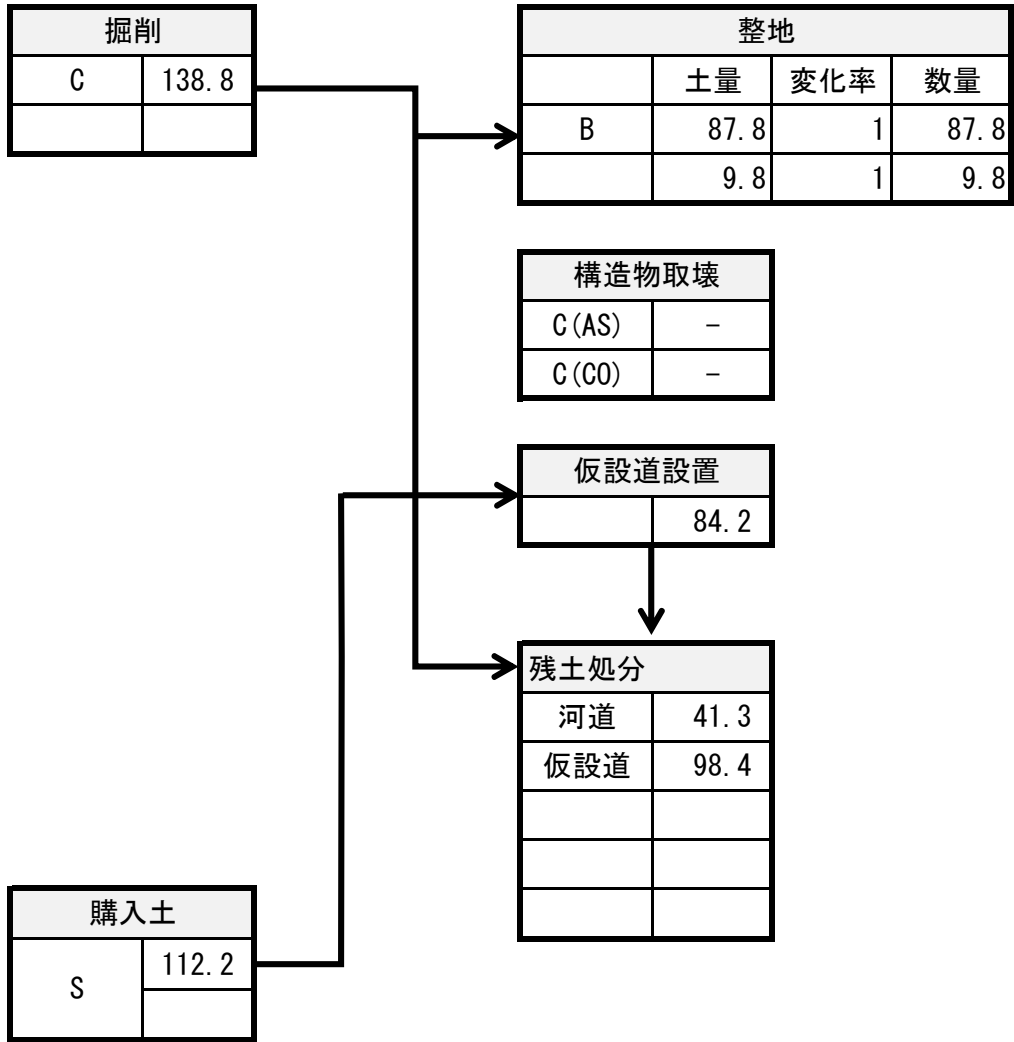 掘削
C 138.8
整地
土量 変化率 数量
B 87.8 1 87.8
9.8 1 9.8
構造物取壊
C(AS) －
C(CO) －
仮設道設置
84.2
残土処分
河道 41.3
仮設道 98.4
購入土
S 112.2